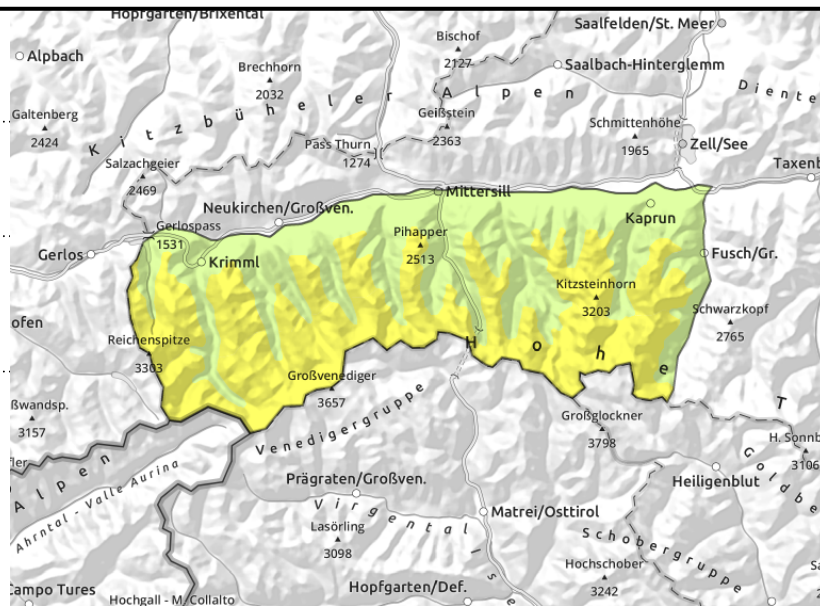 Hopfgarten/Brixental
Saalfelden/St. Meer
Bischof
2127
Alpbach
Brechhorn
2032
Saalbach-Hinterglemm
Kitzbüheler Alpen
Diente
Galtenberg
2424
Geißstein
2363
Schmittenhöhe
1965
Pass Thurn
1274
Zell/See
Salzachgeier
2469
Taxenb
Mittersill
Neukirchen/Großven.
Kaprun
Gerlospass
1531
Pihapper
2513
Gerlos
Krimml
Fusch/Gr.
Kitzsteinhorn
3203
Schwarzkopf
2765
ofen
Reichenspitze
3303
Hohe
T
Großvenediger
3657
ßwandsp.
3157
Venedigergruppe
Großglockner
3798
H. Sonnb
3106
fler
Alpen
Ahrntal - Valle Aurina
Goldbe
Prägraten/Großven.
Heiligenblut
Virgental
Matrei/Osttirol
Lasörling
3098
Schobergruppe
Hochschober
3242
Isel
Campo Tures
Hochgall - M. Collalto
Hopfgarten/Def.